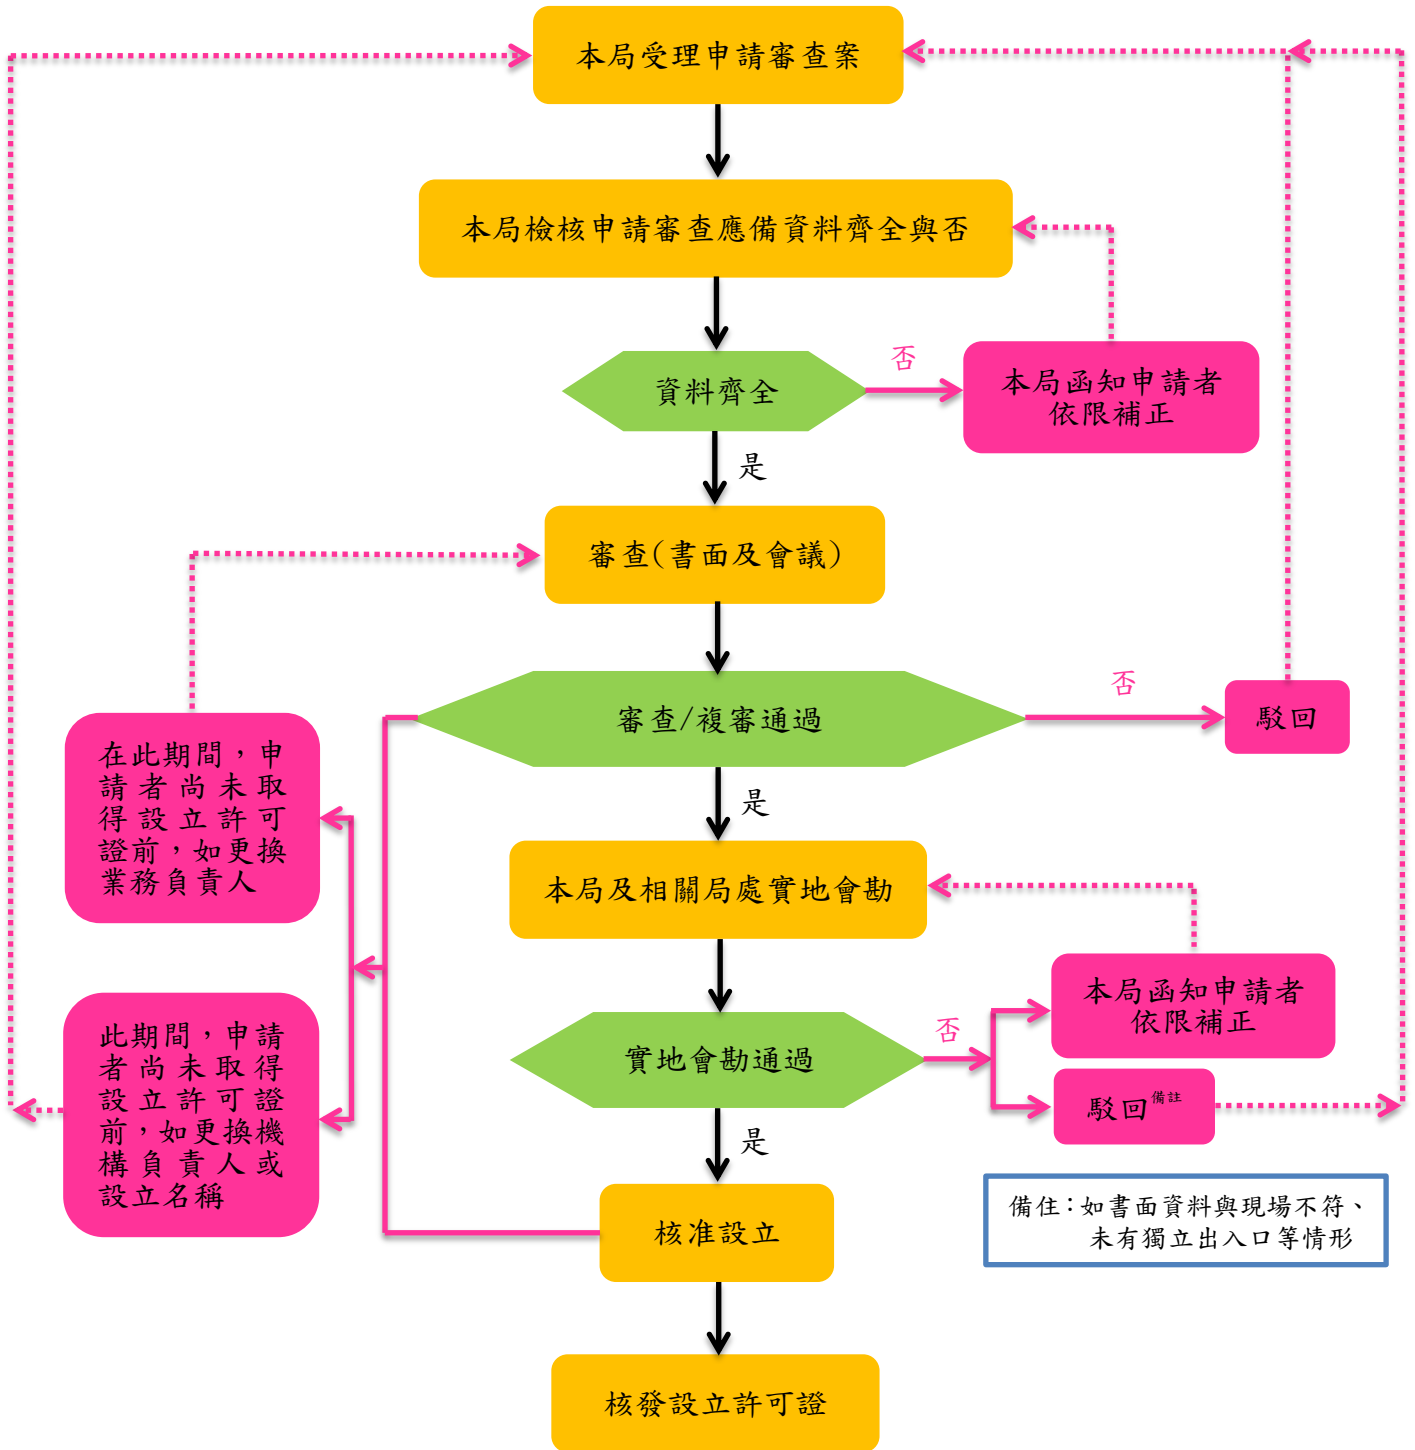 本局受理申請審查案
本局檢核申請審查應備資料齊全與否
資料齊全
否
本局函知申請者
依限補正
是
審查(書面及會議)
審查/複審通過
否
駁回
是
在此期間，申
請者尚未取
得設立許可
證前，如更換
業務負責人
本局及相關局處實地會勘
本局函知申請者
依限補正
此期間，申請
者尚未取得
設立許可證
前，如更換機
構負責人或
設立名稱
實地會勘通過
否
駁回備註
是
備住：如書面資料與現場不符、
未有獨立出入口等情形
核准設立
核發設立許可證